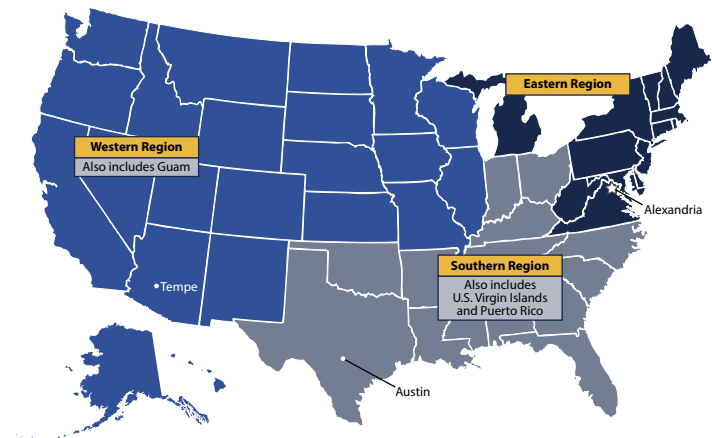 Eastern Region
Western Region
Also includes Guam
Alexandria
Southern Region
Also includes
U.S. Virgin Islands
and Puerto Rico
Tempe
Austin